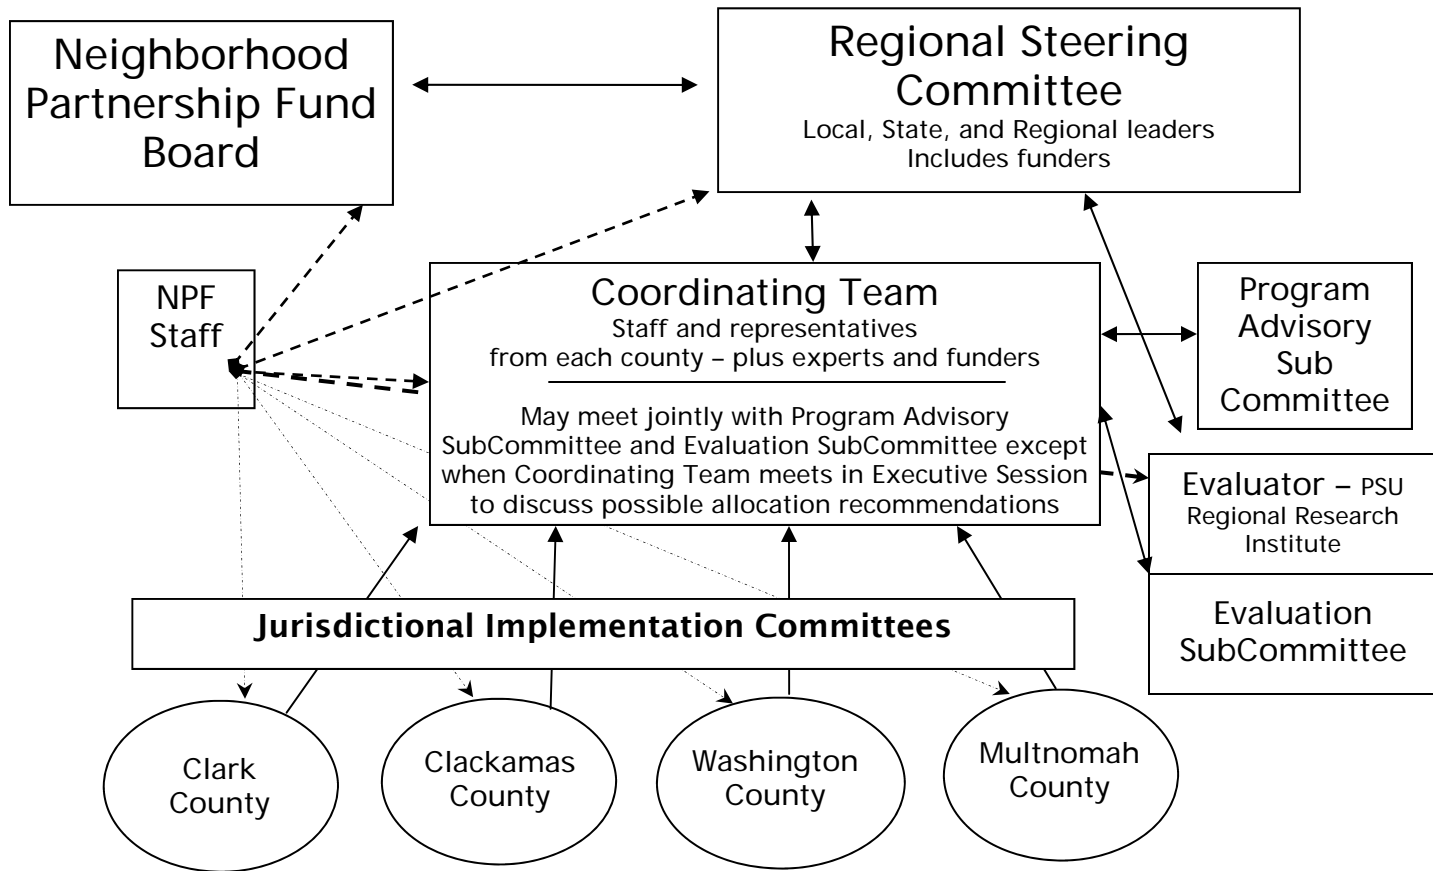 Neighborhood
Partnership Fund
Board
Regional Steering
Committee
Local, State, and Regional leaders
Includes funders
NPF
Staff
Coordinating Team
Staff and representatives
from each county – plus experts and funders
May meet jointly with Program Advisory
SubCommittee and Evaluation SubCommittee except
when Coordinating Team meets in Executive Session
to discuss possible allocation recommendations
Program
Advisory
Sub
Committee
Evaluator – PSU
Regional Research
Institute
Evaluation
SubCommittee
Jurisdictional Implementation Committees
Clark
County
Clackamas
County
Washington
County
Multnomah
County